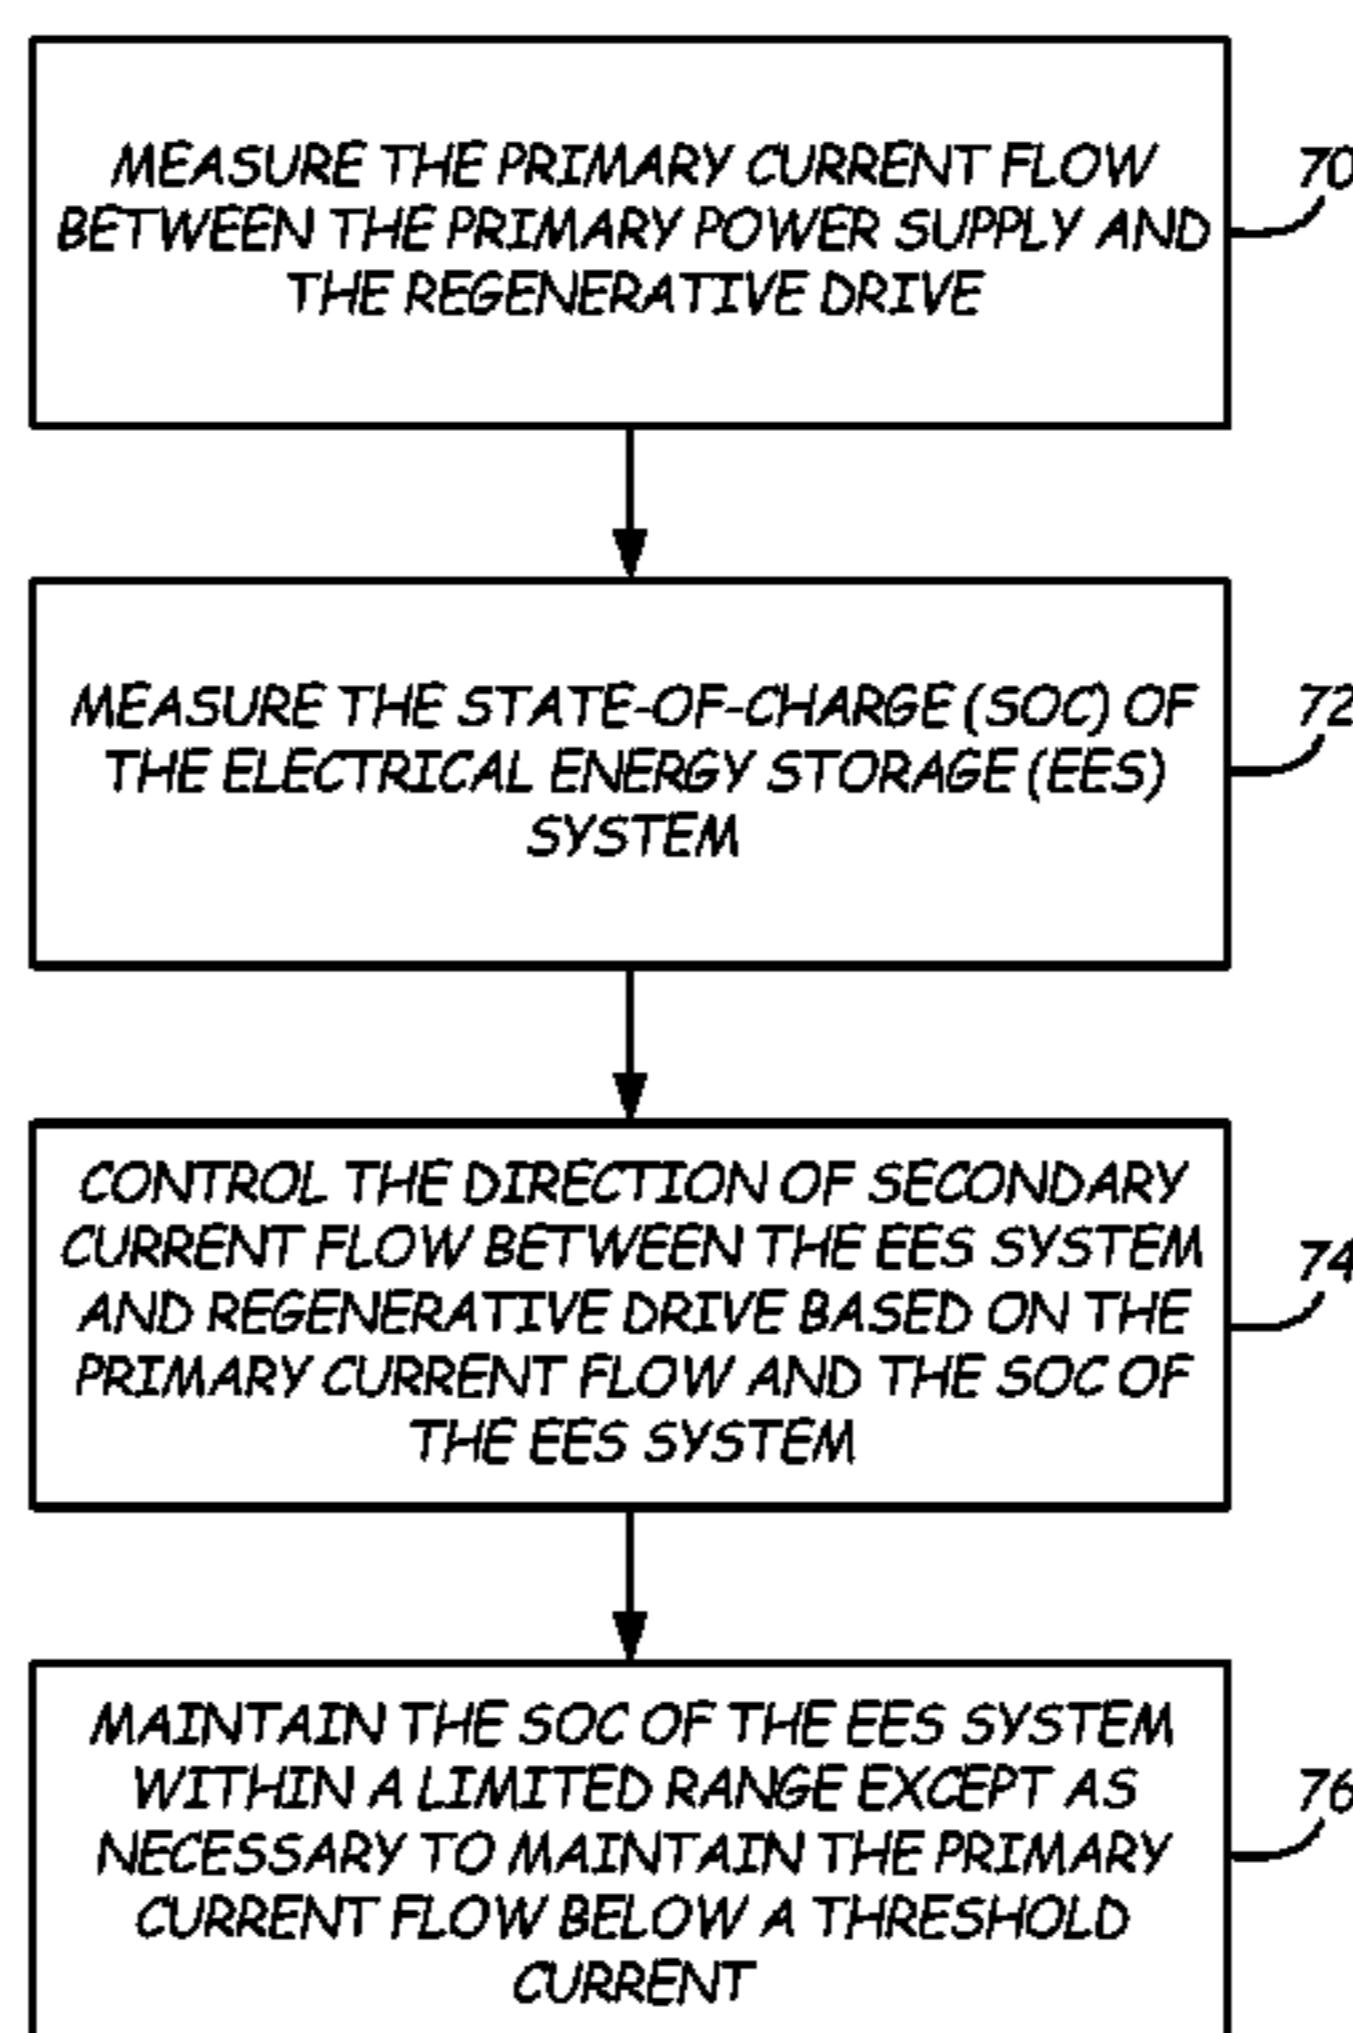 MEASURE THE PRIMARY CURRENT FLOW
BETWEEN THE PRIMARY POWER SUPPLY AND
THE REGENERATIVE DRIVE
70
MEASURE THE STATE-OF-CHARGE (SOC) OF
THE ELECTRICAL ENERGY STORAGE (EES)
SYSTEM
72
CONTROL THE DIRECTION OF SECONDARY
CURRENT FLOW BETWEEN THE EES SYSTEM
AND REGENERATIVE DRIVE BASED ON THE
PRIMARY CURRENT FLOW AND THE SOC OF
THE EES SYSTEM
74
MAINTAIN THE SOC OF THE EES SYSTEM
WITHIN A LIMITED RANGE EXCEPT AS
NECESSARY TO MAINTAIN THE PRIMARY
CURRENT FLOW BELOW A THRESHOLD
CURRENT
76